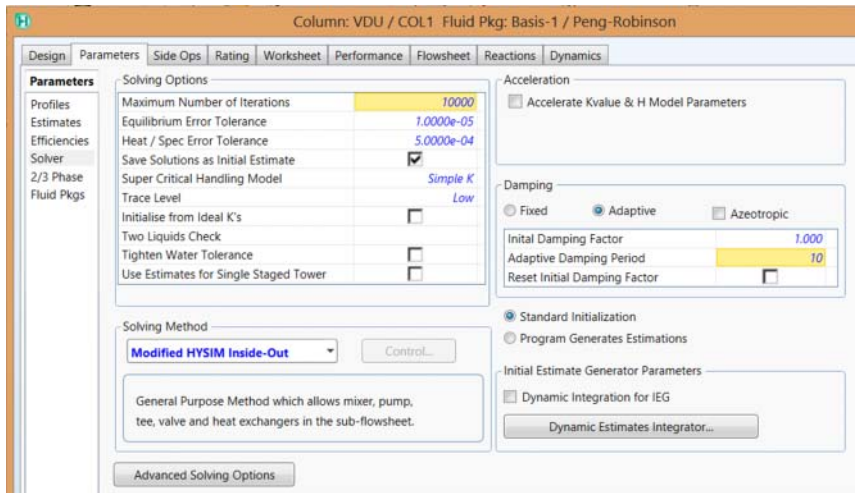 Column: VDU / COL1 Fluid Pkg: Basis-1 / Peng-Robinson
Design Parameters Side Ops Rating Worksheet Performance Flowsheet Reactions Dynamics
Parameters
Profiles
Estimates
Efficiencies
Solver
2/3 Phase
Fluid Pkgs
Solving Options
Maximum Number of Iterations 10000
Equilibrium Error Tolerance 1.0000e-05
Heat / Spec Error Tolerance 5.0000e-04
Save Solutions as Initial Estimate
Super Critical Handling Model Simple K
Trace Level Low
Initialise from Ideal K's
Two Liquids Check
Tighten Water Tolerance
Use Estimates for Single Staged Tower
Solving Method
Modified HYSIM Inside-Out Control...
General Purpose Method which allows mixer, pump,
tee, valve and heat exchangers in the sub-flowsheet.
Advanced Solving Options
Acceleration
Accelerate Kvalue & H Model Parameters
Damping
Fixed Adaptive Azeotropic
Inital Damping Factor 1.000
Adaptive Damping Period 10
Reset Initial Damping Factor
Standard Initialization
Program Generates Estimations
Initial Estimate Generator Parameters
Dynamic Integration for IEG
Dynamic Estimates Integrator...